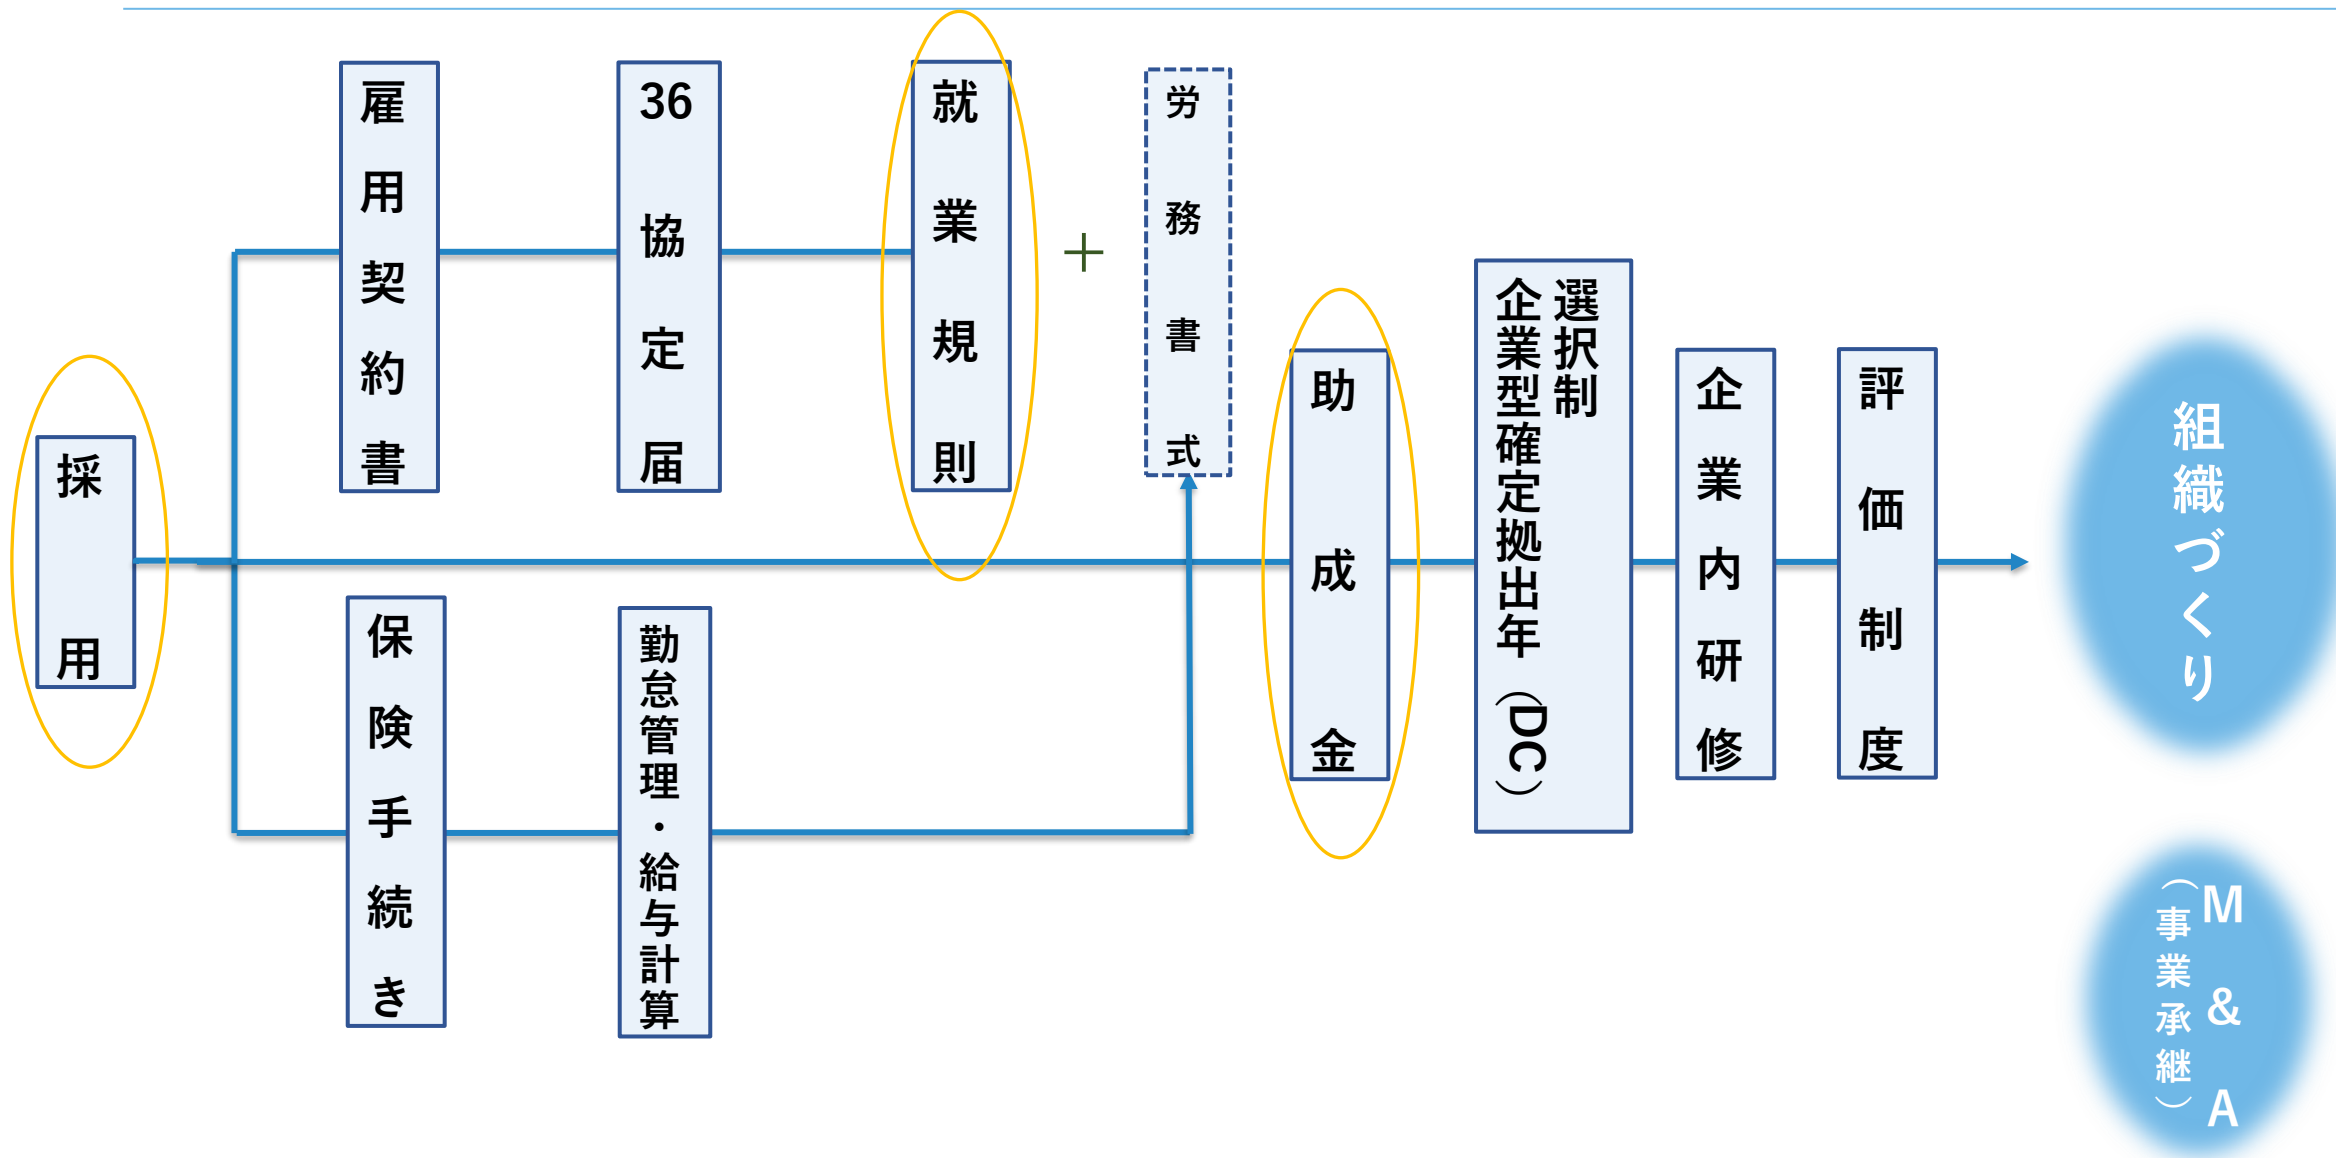 採用
雇用契約書
36協定届
就業規則
＋
労務書式
保険手続き
勤怠管理・給与計算
助成金
選択制
企業型確定拠出年（DC）
企業内研修
評価制度
組織づくり
M&A
（事業承継）